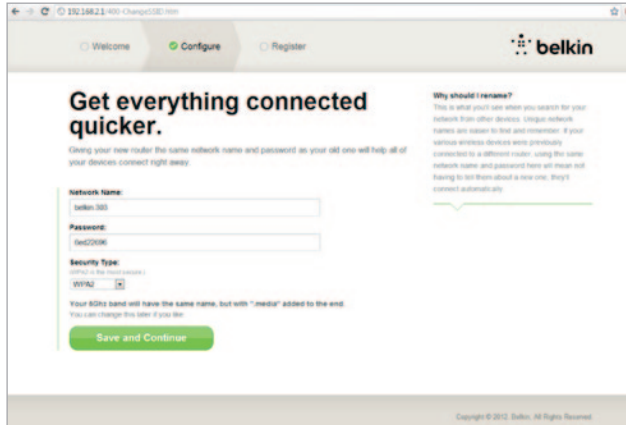 192.168.2.1/400-ChangeSSID.htm
Welcome
Configure
Register
belkin
Get everything connected
quicker.
Giving your new router the same network name and password as your old one will help all of
your devices connect right away.
Why should I rename?
This is what you'll see when you search for your
network from other devices. Unique network
names are easier to find and remember. If your
various wireless devices were previously
connected to a different router, using the same
network name and password here will mean not
having to tell them about a new one, they'll
connect automatically.
Network Name:
Password:
Security Type:
(WPA2 is the most secure.)
WPA2
Your 5Ghz band will have the same name, but with ".media" added to the end.
You can change this later if you like.
Save and Continue
Copyright © 2012, Belkin, All Rights Reserved.